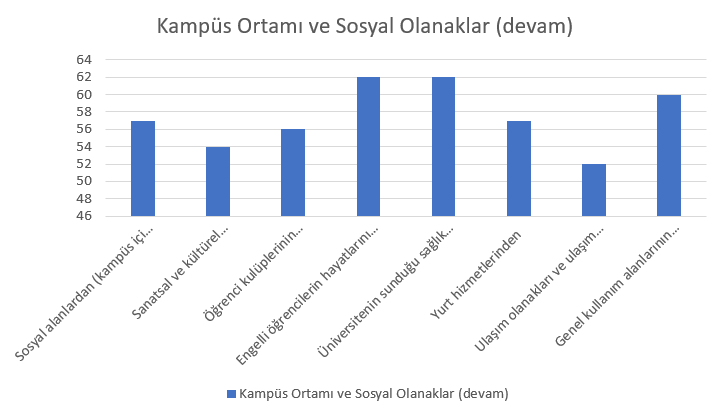 Kampüs Ortamı ve Sosyal Olanaklar (devam)
64
62
60
58
56
54
52
50
48
46
Sosyal alanlardan (kampüs içi...
Sanatsal ve kültürel...
Öğrenci kulüplerinin...
Engelli öğrencilerin hayatlarını...
Üniversitenin sunduğu sağlık...
Yurt hizmetlerinden
Ulaşım olanakları ve ulaşım...
Genel kullanım alanlarının...
Kampüs Ortamı ve Sosyal Olanaklar (devam)